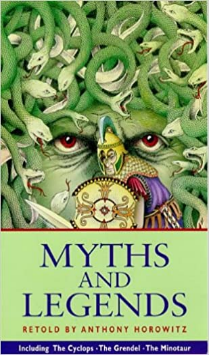 MYTHS
AND
LEGENDS
RETOLD BY ANTHONY HOROWITZ
Including The Cyclops · The Grendel · The Minotaur